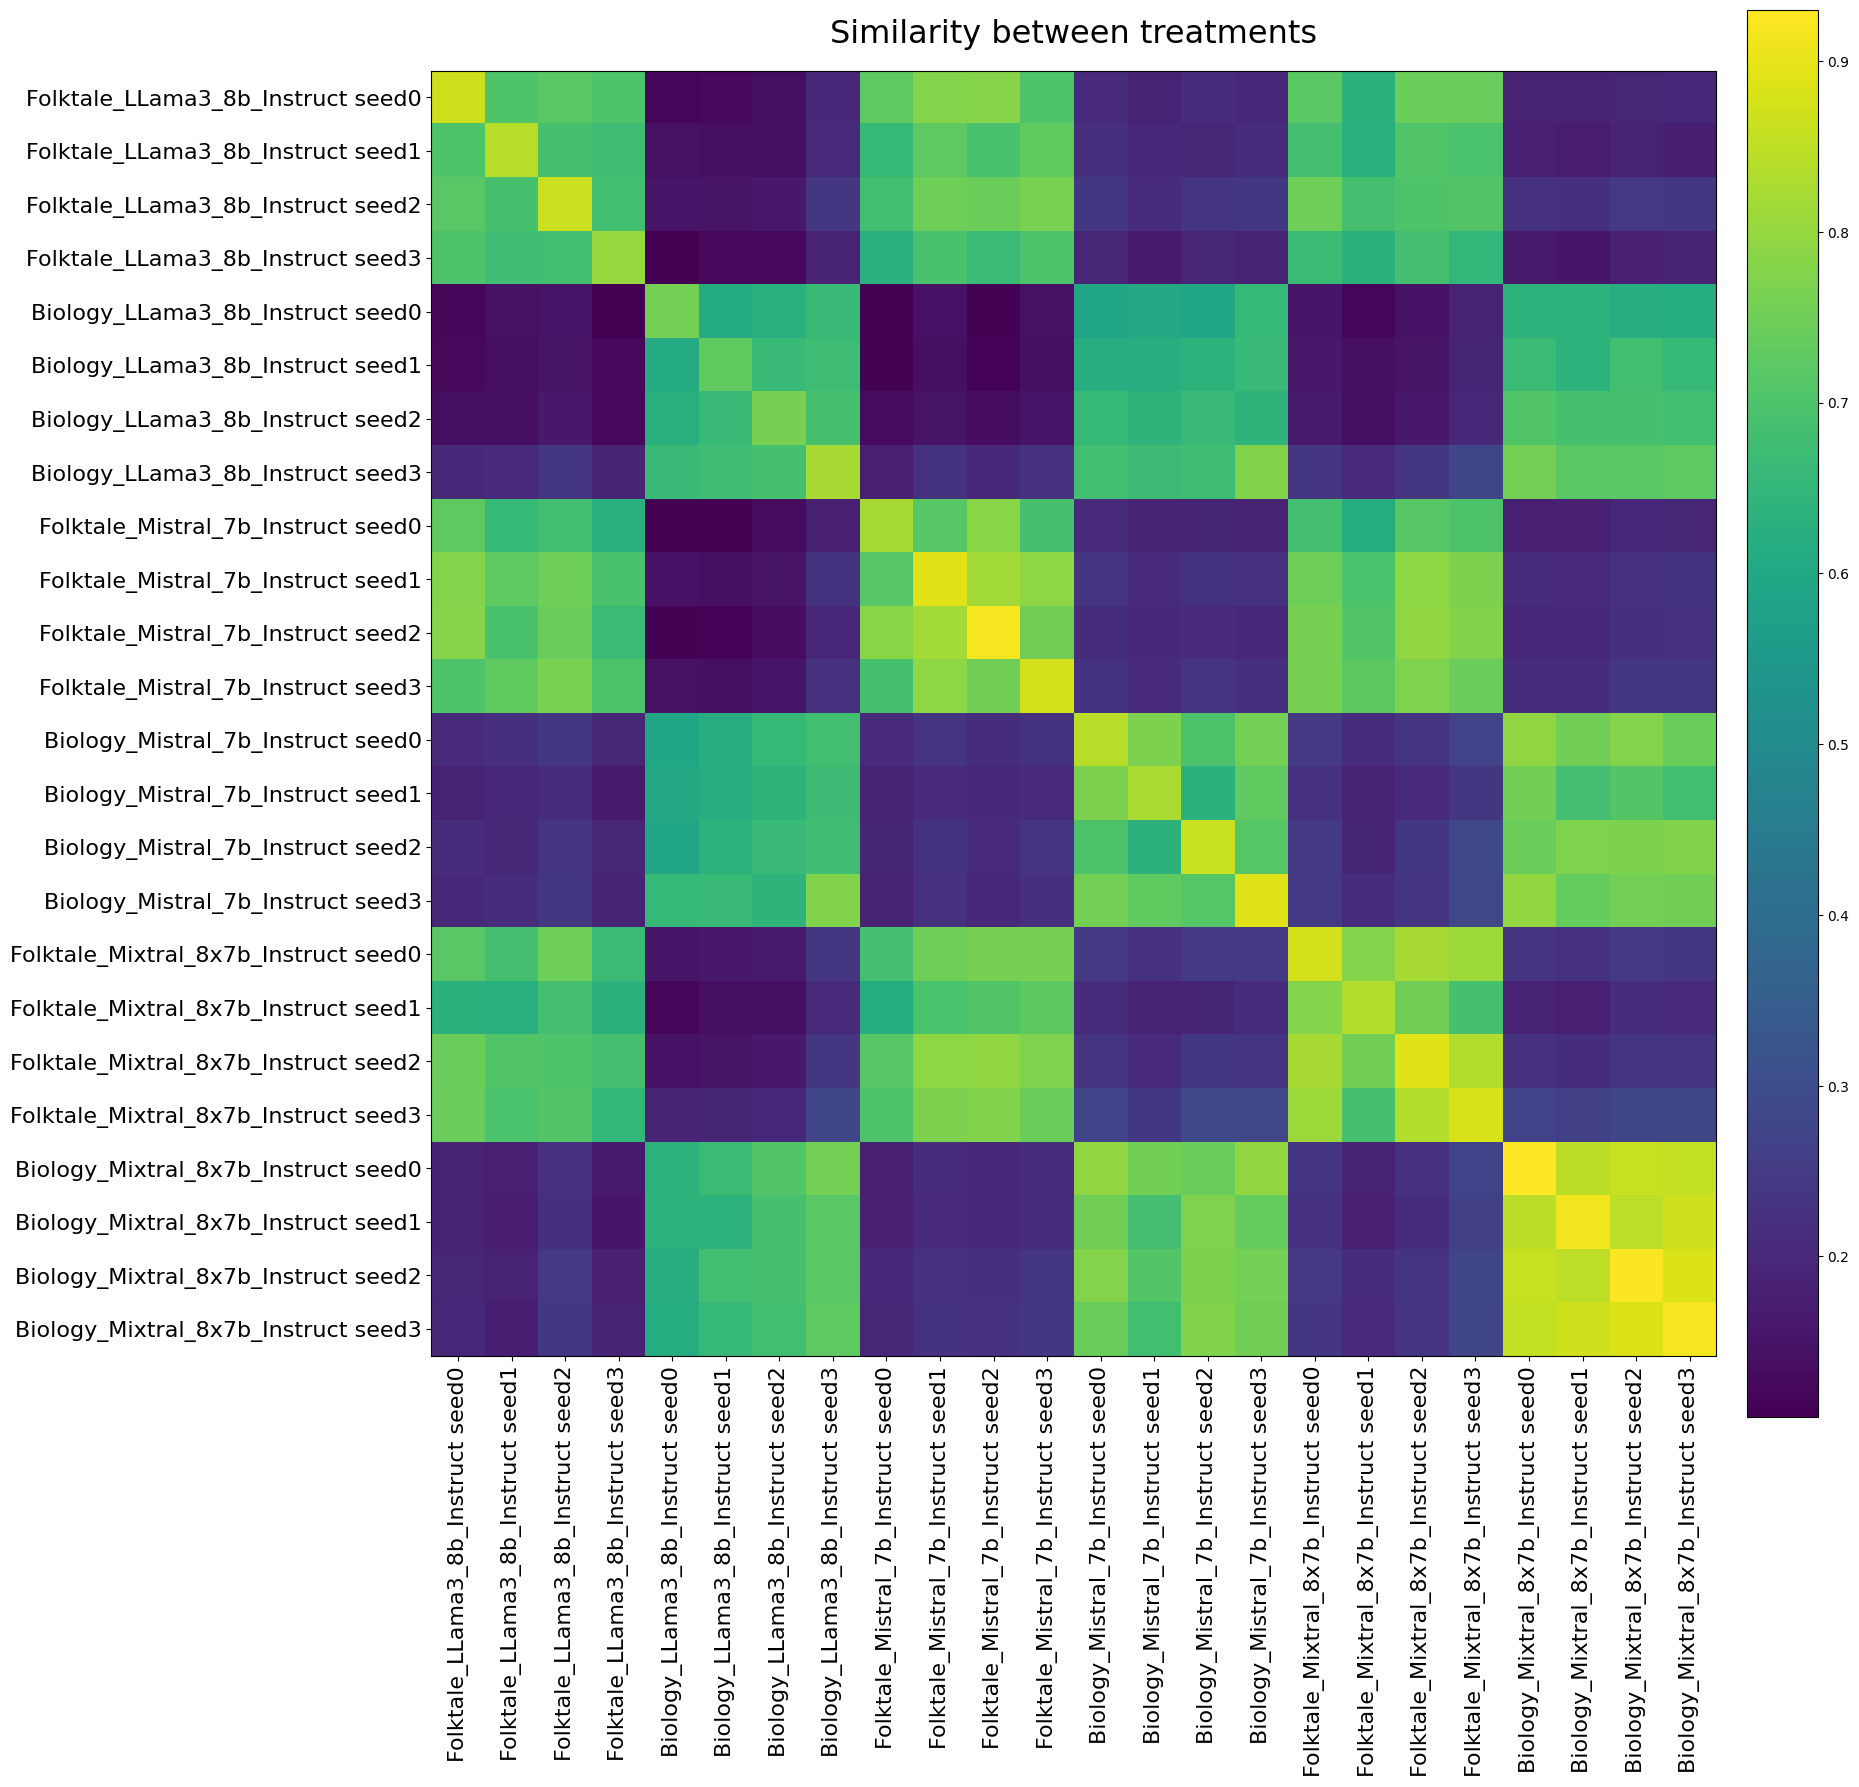 Similarity between treatments
Folktale_LLama3_8b_Instruct seed0
Folktale_LLama3_8b_Instruct seed1
Folktale_LLama3_8b_Instruct seed2
Folktale_LLama3_8b_Instruct seed3
Biology_LLama3_8b_Instruct seed0
Biology_LLama3_8b_Instruct seed1
Biology_LLama3_8b_Instruct seed2
Biology_LLama3_8b_Instruct seed3
Folktale_Mistral_7b_Instruct seed0
Folktale_Mistral_7b_Instruct seed1
Folktale_Mistral_7b_Instruct seed2
Folktale_Mistral_7b_Instruct seed3
Biology_Mistral_7b_Instruct seed0
Biology_Mistral_7b_Instruct seed1
Biology_Mistral_7b_Instruct seed2
Biology_Mistral_7b_Instruct seed3
Folktale_Mixtral_8x7b_Instruct seed0
Folktale_Mixtral_8x7b_Instruct seed1
Folktale_Mixtral_8x7b_Instruct seed2
Folktale_Mixtral_8x7b_Instruct seed3
Biology_Mixtral_8x7b_Instruct seed0
Biology_Mixtral_8x7b_Instruct seed1
Biology_Mixtral_8x7b_Instruct seed2
Biology_Mixtral_8x7b_Instruct seed3
Folktale_LLama3_8b_Instruct seed0
Folktale_LLama3_8b_Instruct seed1
Folktale_LLama3_8b_Instruct seed2
Folktale_LLama3_8b_Instruct seed3
Biology_LLama3_8b_Instruct seed0
Biology_LLama3_8b_Instruct seed1
Biology_LLama3_8b_Instruct seed2
Biology_LLama3_8b_Instruct seed3
Folktale_Mistral_7b_Instruct seed0
Folktale_Mistral_7b_Instruct seed1
Folktale_Mistral_7b_Instruct seed2
Folktale_Mistral_7b_Instruct seed3
Biology_Mistral_7b_Instruct seed0
Biology_Mistral_7b_Instruct seed1
Biology_Mistral_7b_Instruct seed2
Biology_Mistral_7b_Instruct seed3
Folktale_Mixtral_8x7b_Instruct seed0
Folktale_Mixtral_8x7b_Instruct seed1
Folktale_Mixtral_8x7b_Instruct seed2
Folktale_Mixtral_8x7b_Instruct seed3
Biology_Mixtral_8x7b_Instruct seed0
Biology_Mixtral_8x7b_Instruct seed1
Biology_Mixtral_8x7b_Instruct seed2
Biology_Mixtral_8x7b_Instruct seed3
0.9
0.8
0.7
0.6
0.5
0.4
0.3
0.2